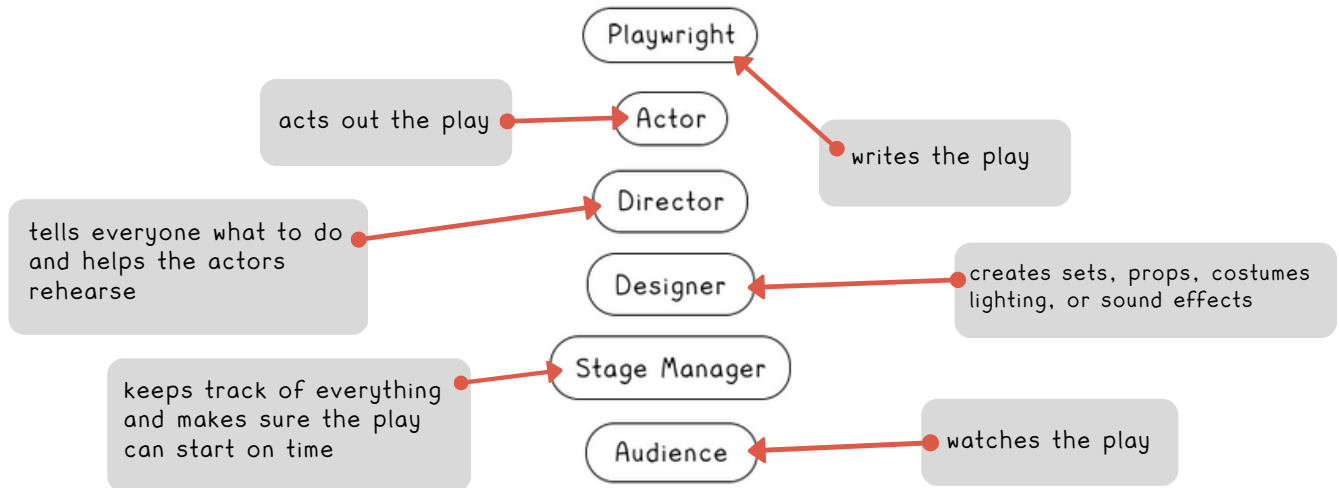 Playwright
acts out the play
Actor
writes the play
Director
tells everyone what to do
and helps the actors
rehearse
Designer
creates sets, props, costumes
lighting, or sound effects
Stage Manager
keeps track of everything
and makes sure the play
can start on time
Audience
watches the play